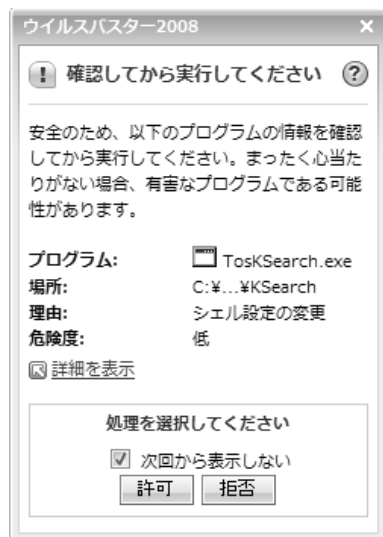 ウイルスバスター2008
確認してから実行してください
安全のため、以下のプログラムの情報を確認
してから実行してください。まったく心当た
りがない場合、有害なプログラムである可能
性があります。
プログラム: TosKSearch.exe
場所: C:¥...¥KSearch
理由: シェル設定の変更
危険度: 低
詳細を表示
処理を選択してください
次回から表示しない
許可 拒否